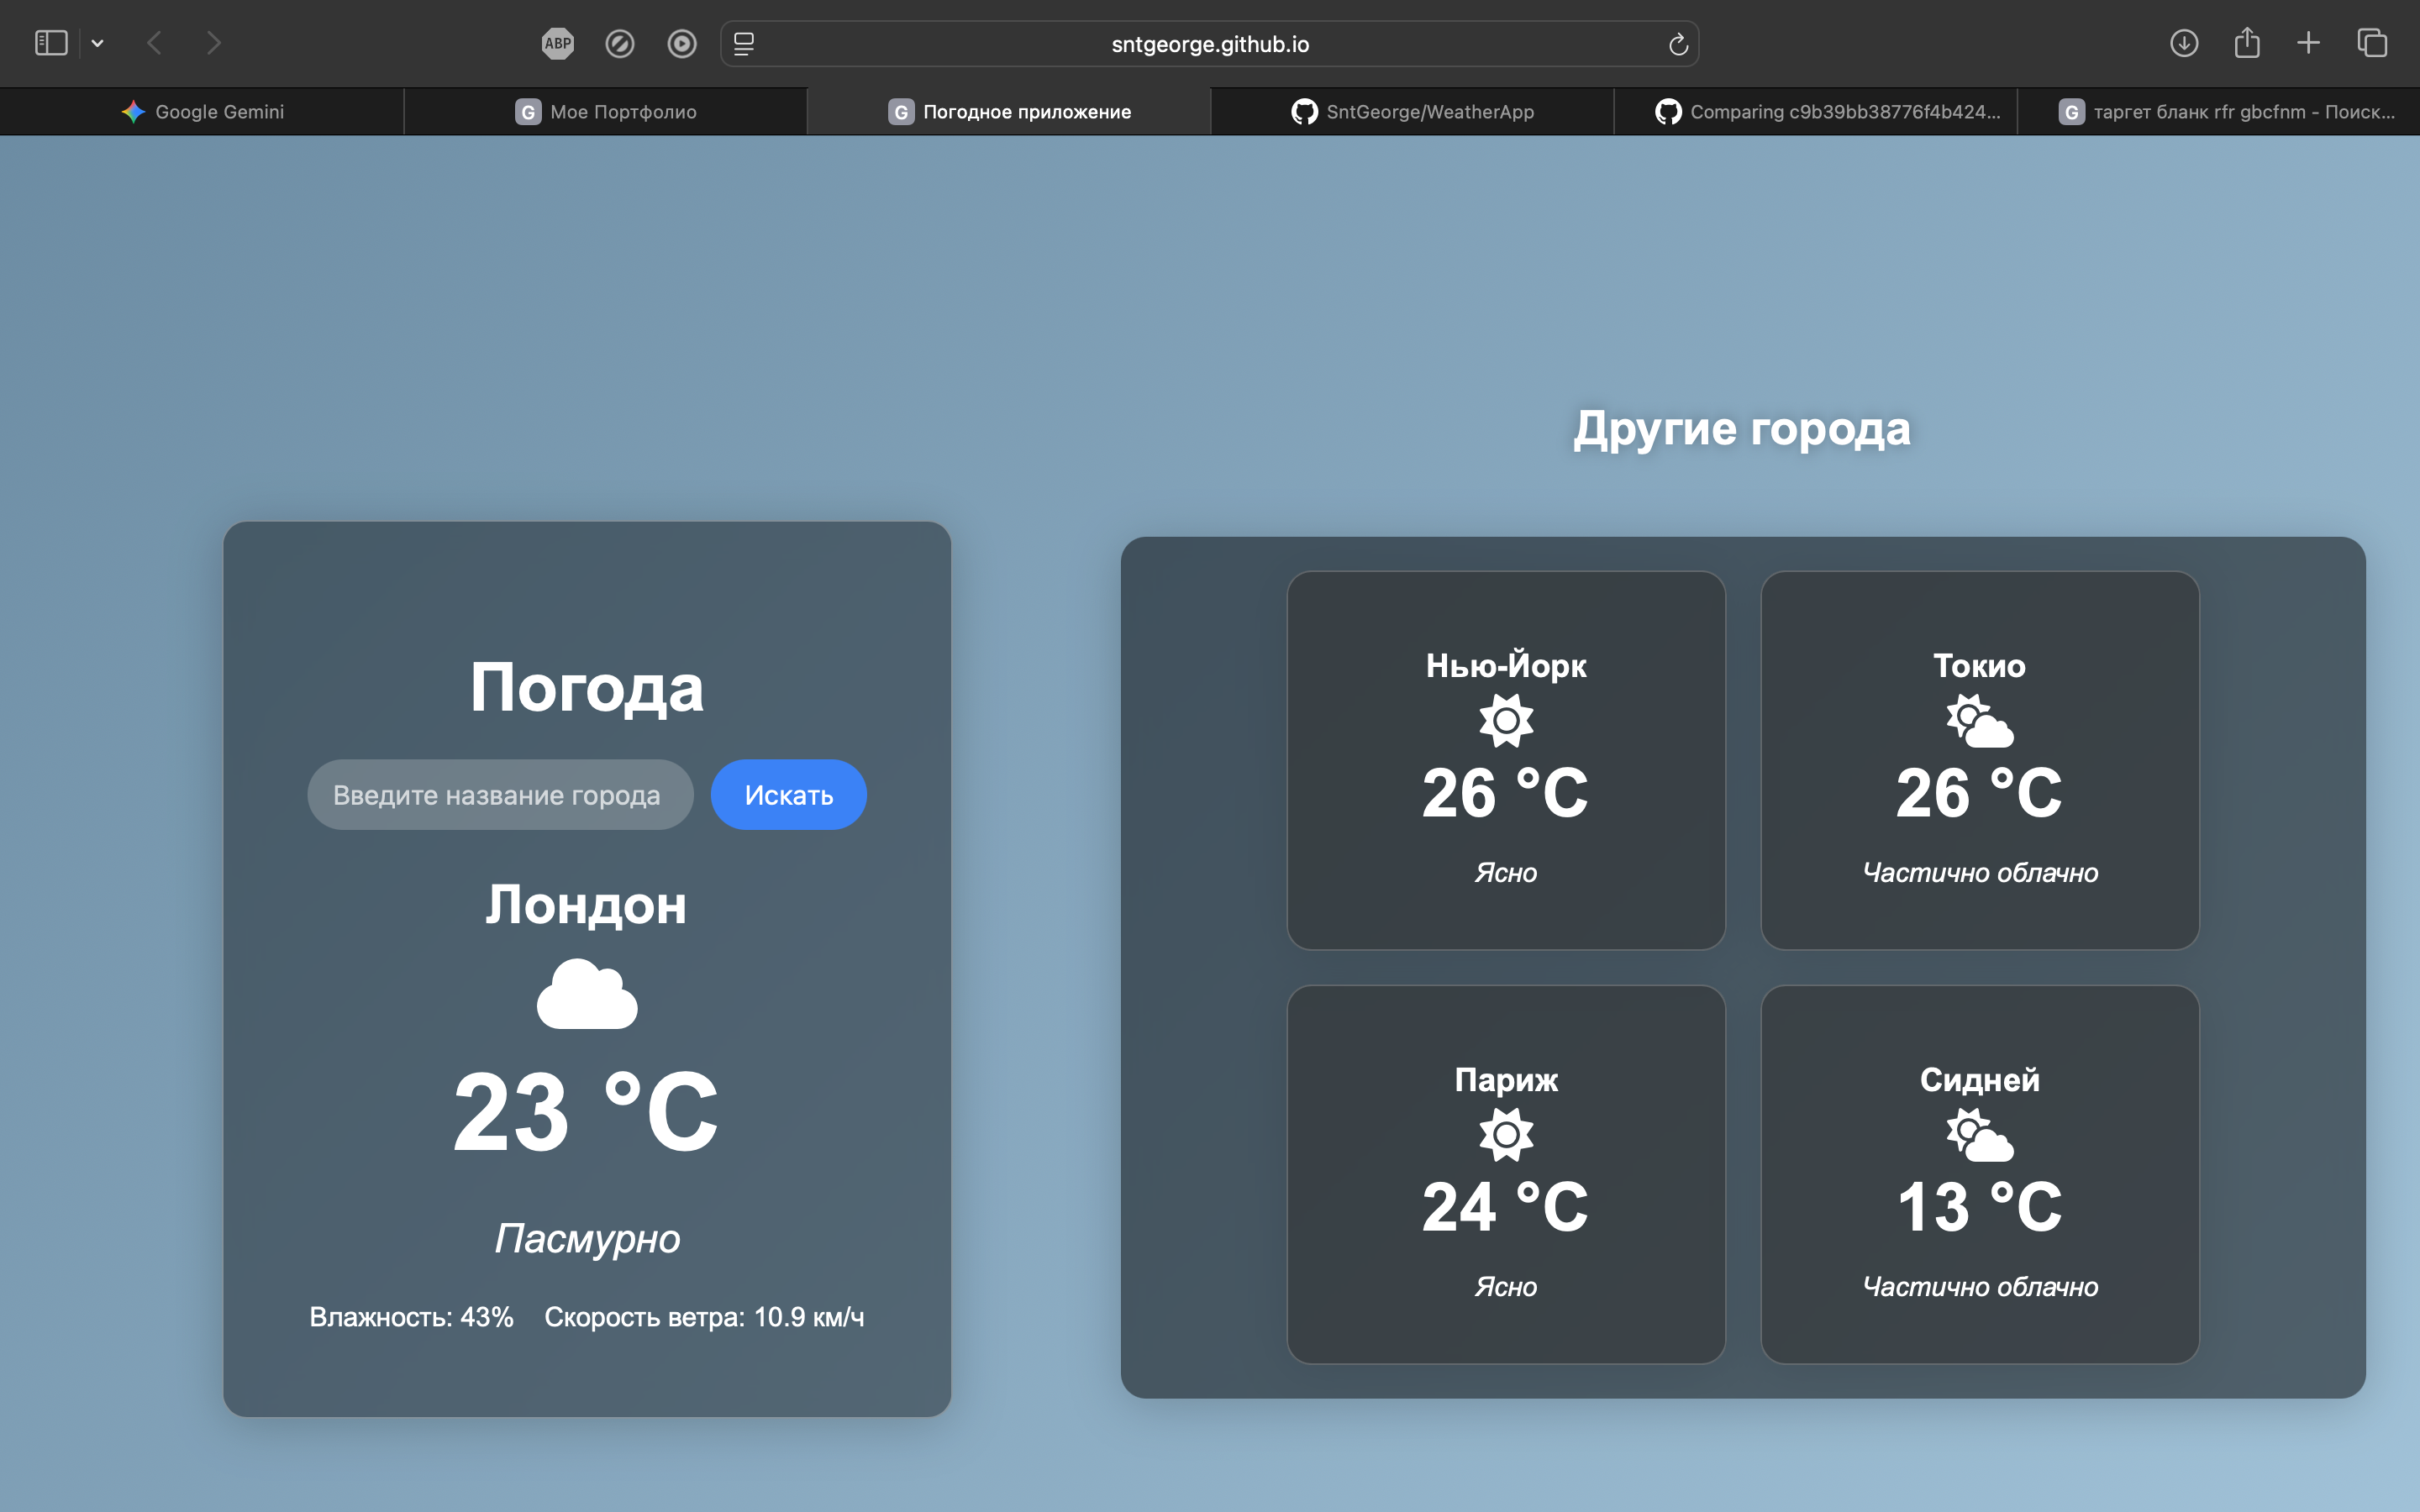 ABP
sntgeorge.github.io
Google Gemini
G Мое Портфолио
G Погодное приложение
SntGeorge/WeatherApp
Comparing c9b39bb38776f4b424...
G таргет бланк rfr gbcfnm - Поиск...
Другие города
Погода
Введите название города
Искать
Лондон
23 °C
Пасмурно
Влажность: 43% Скорость ветра: 10.9 км/ч
Нью-Йорк
26 °C
Ясно
Токио
26 °C
Частично облачно
Париж
24 °C
Ясно
Сидней
13 °C
Частично облачно